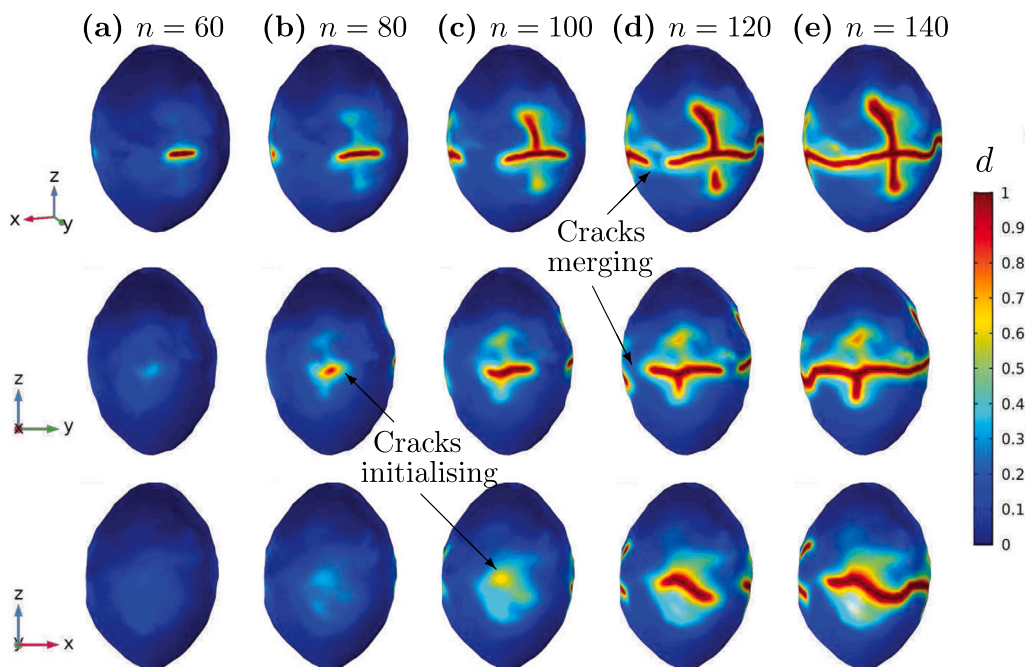 (a) n = 60
(b) n = 80
(c) n = 100
(d) n = 120
(e) n = 140
z
x
y
d
1
0.9
0.8
0.7
0.6
0.5
0.4
0.3
0.2
0.1
0
Cracks
merging
z
x
y
Cracks
initialising
z
y
x